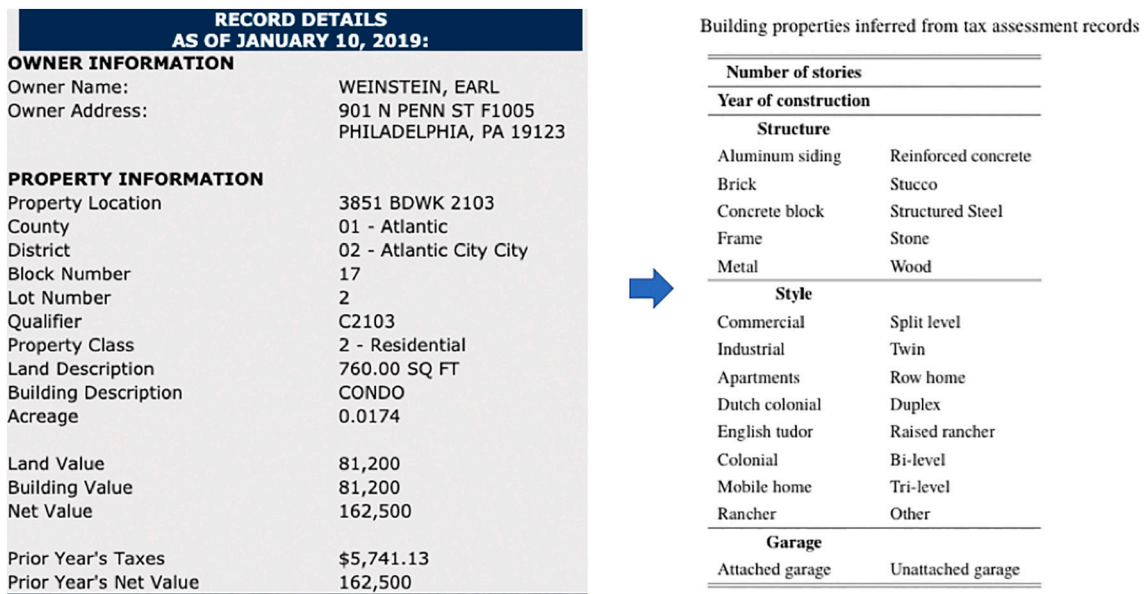 RECORD DETAILS
AS OF JANUARY 10, 2019:
OWNER INFORMATION
Owner Name: WEINSTEIN, EARL
Owner Address: 901 N PENN ST F1005
PHILADELPHIA, PA 19123
PROPERTY INFORMATION
Property Location 3851 BDWK 2103
County 01 - Atlantic
District 02 - Atlantic City City
Block Number 17
Lot Number 2
Qualifier C2103
Property Class 2 - Residential
Land Description 760.00 SQ FT
Building Description CONDO
Acreage 0.0174
Land Value 81,200
Building Value 81,200
Net Value 162,500
Prior Year's Taxes $5,741.13
Prior Year's Net Value 162,500
Building properties inferred from tax assessment records
Number of stories
Year of construction
Structure
Aluminum siding Reinforced concrete
Brick Stucco
Concrete block Structured Steel
Frame Stone
Metal Wood
Style
Commercial Split level
Industrial Twin
Apartments Row home
Dutch colonial Duplex
English tudor Raised rancher
Colonial Bi-level
Mobile home Tri-level
Rancher Other
Garage
Attached garage Unattached garage